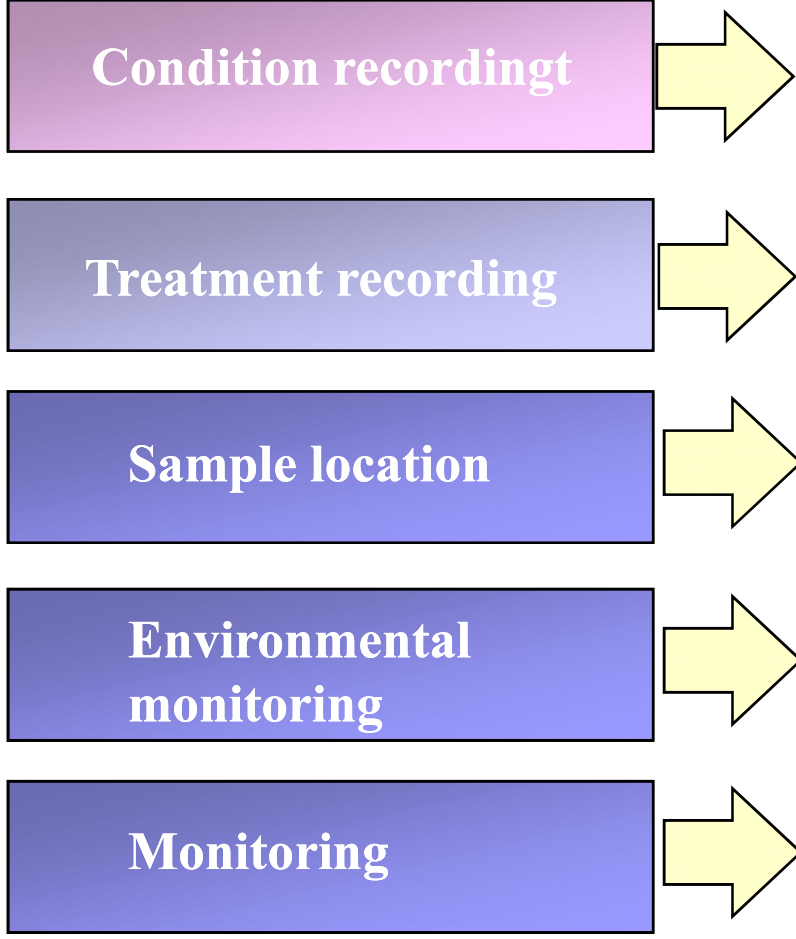 Condition recordingt
Treatment recording
Sample location
Environmental
monitoring
Monitoring